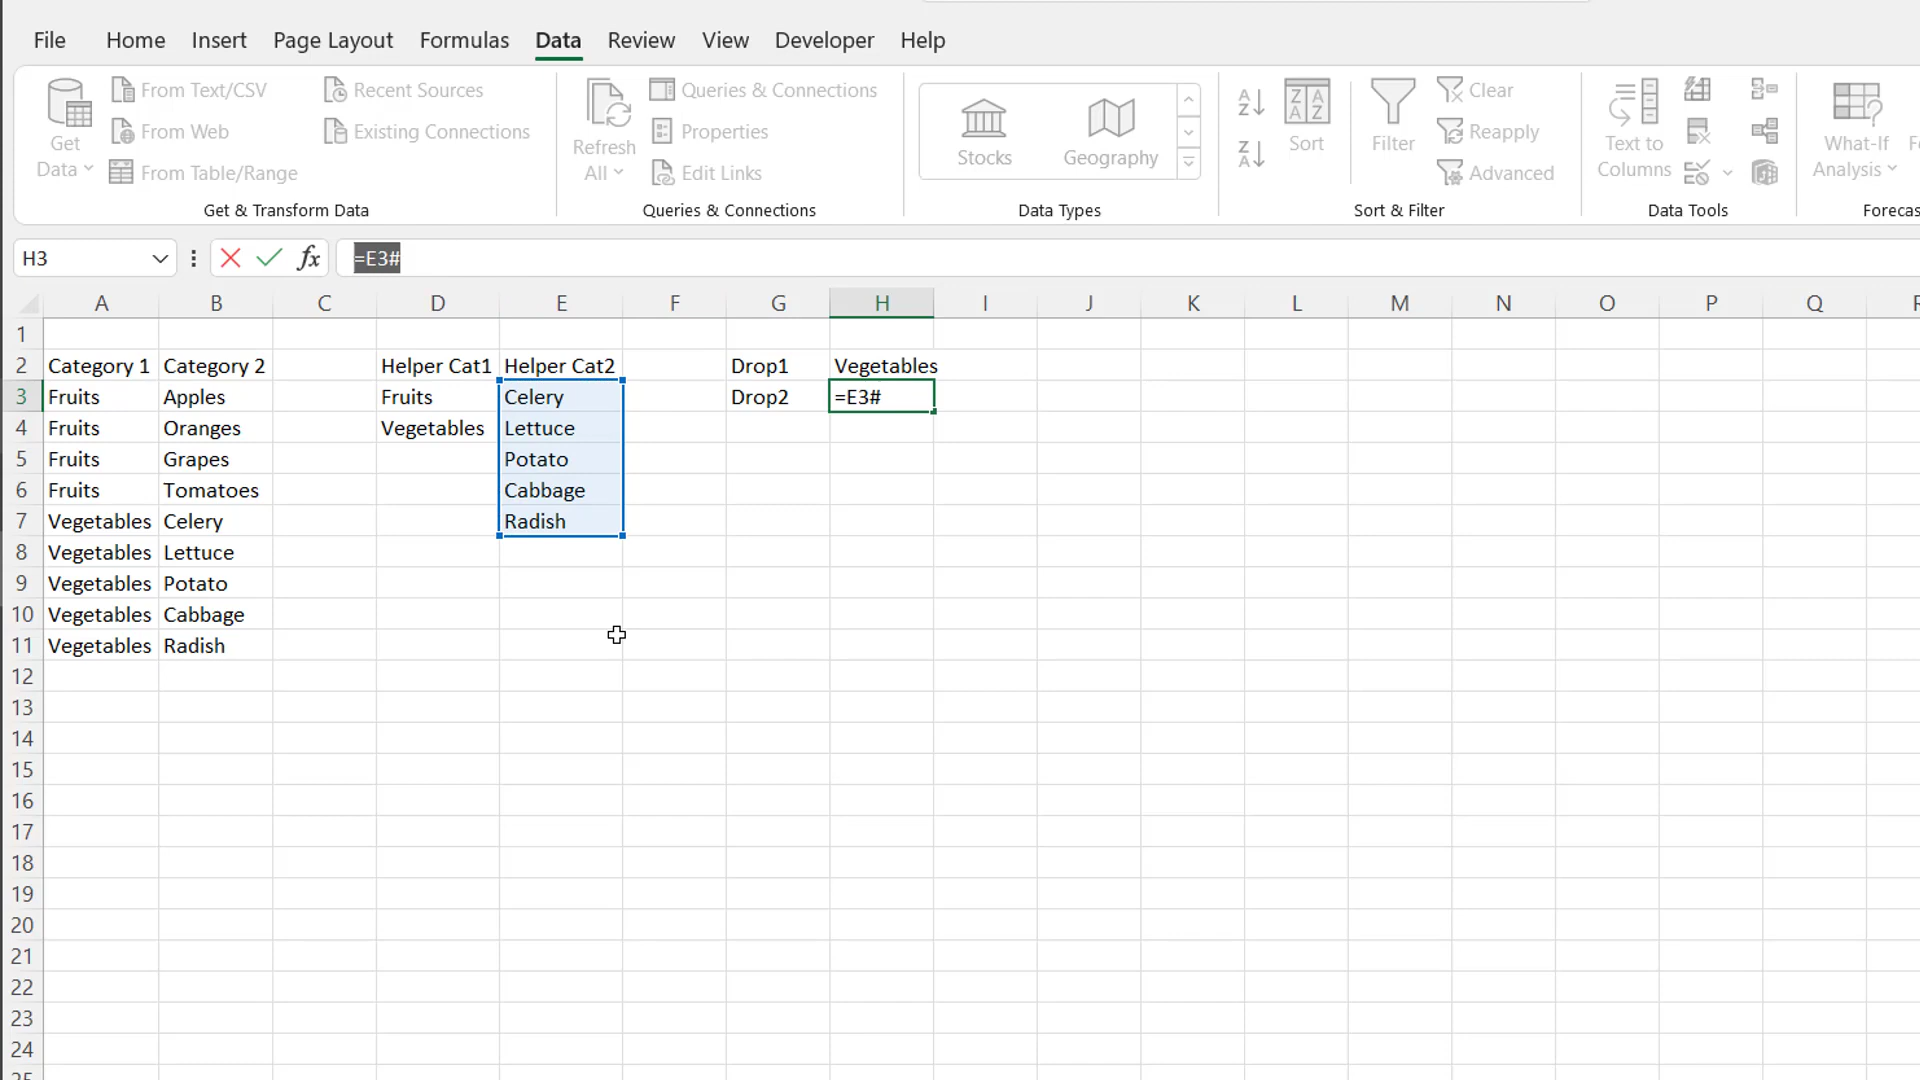 File Home Insert Page Layout Formulas Data Review View Developer Help
Get Data
From Text/CSV
From Web
From Table/Range
Recent Sources
Existing Connections
Get & Transform Data
Refresh All
Queries & Connections
Properties
Edit Links
Queries & Connections
Stocks
Geography
Data Types
A Z
Z A
Z A A Z
Sort
Filter
Clear
Reapply
Advanced
Sort & Filter
Text to Columns
Data Tools
What-If Analysis
H3 fx =E3#
A B C D E F G H I J K L M N O P Q
1
2 Category 1 Category 2 Helper Cat1 Helper Cat2 Drop1 Vegetables
3 Fruits Apples Fruits Celery Drop2 =E3#
4 Fruits Oranges Vegetables Lettuce
5 Fruits Grapes Potato
6 Fruits Tomatoes Cabbage
7 Vegetables Celery Radish
8 Vegetables Lettuce
9 Vegetables Potato
10 Vegetables Cabbage
11 Vegetables Radish
12
13
14
15
16
17
18
19
20
21
22
23
24